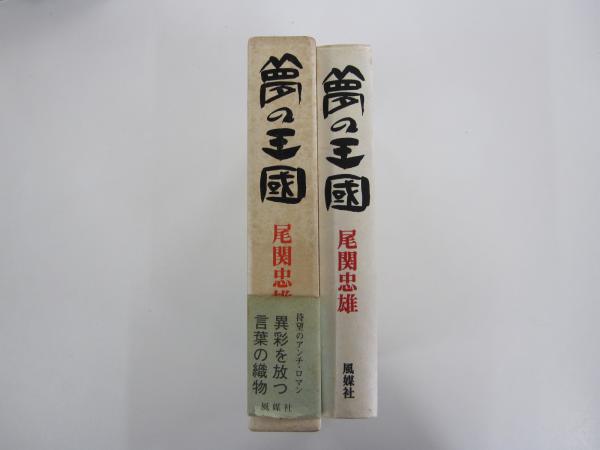 夢の王國
尾関忠雄
待望のアンチ・ロマン
異彩を放つ
言葉の織物
風媒社
夢の王國
尾関忠雄
風媒社